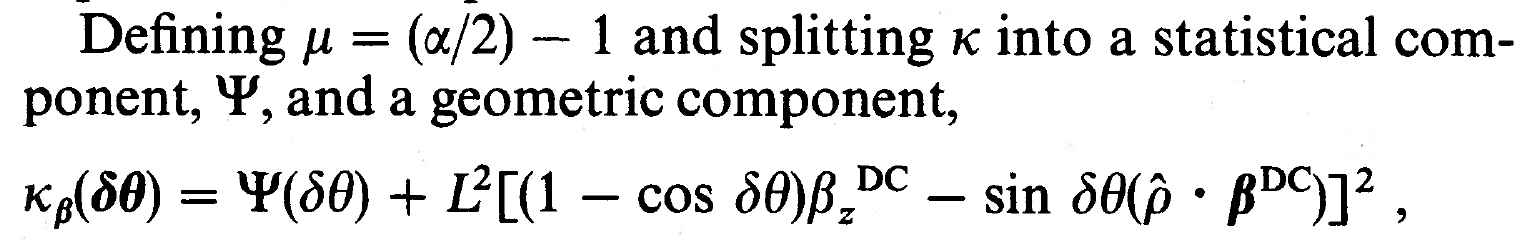 Defining μ = (α/2) − 1 and splitting κ into a statistical com-
ponent, Ψ, and a geometric component,
κ_β(δθ) = Ψ(δθ) + L²[(1 − cos δθ)β_z^DC − sin δθ(ρ̂ · β^DC)]² ,